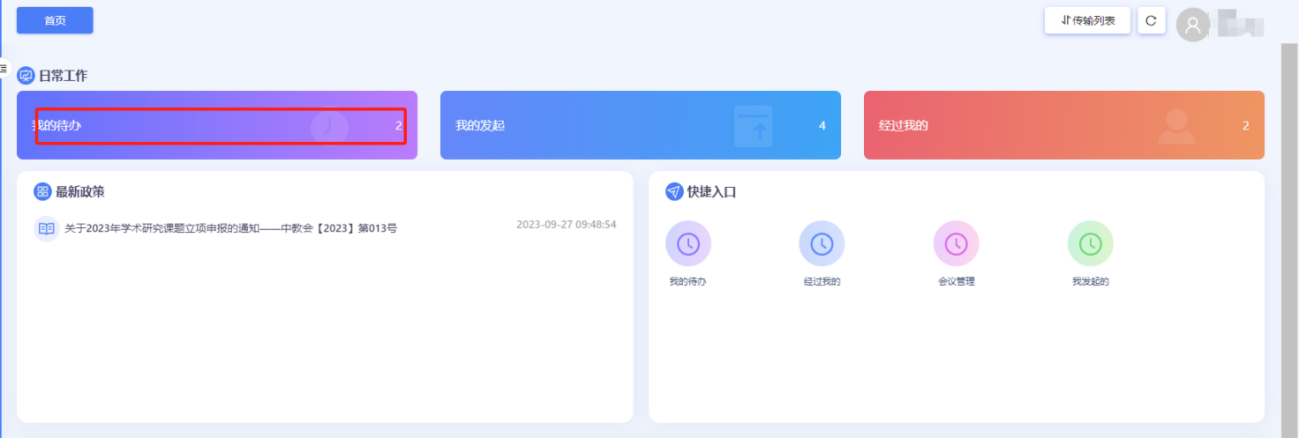 首页
传输列表
日常工作
我的待办 2
我的发起 4
经过我的 2
最新政策
关于2023年学术研究课题立项申报的通知——中教会【2023】第013号 2023-09-27 09:48:54
快捷入口
我的待办 经过我的 会议管理 我发起的